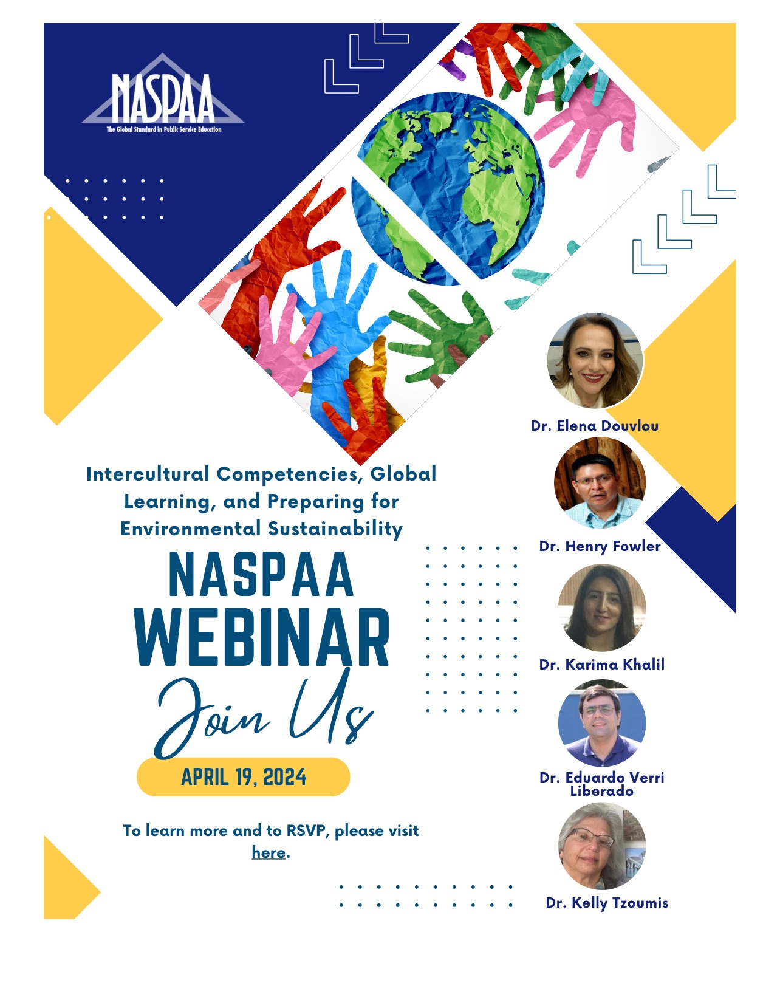 NASPAA
The Global Standard in Public Service Education
Dr. Elena Douvlou
Dr. Henry Fowler
Dr. Karima Khalil
Dr. Eduardo Verri
Liberado
Dr. Kelly Tzoumis
Intercultural Competencies, Global
Learning, and Preparing for
Environmental Sustainability
NASPAA
WEBINAR
Join Us
APRIL 19, 2024
To learn more and to RSVP, please visit
here.